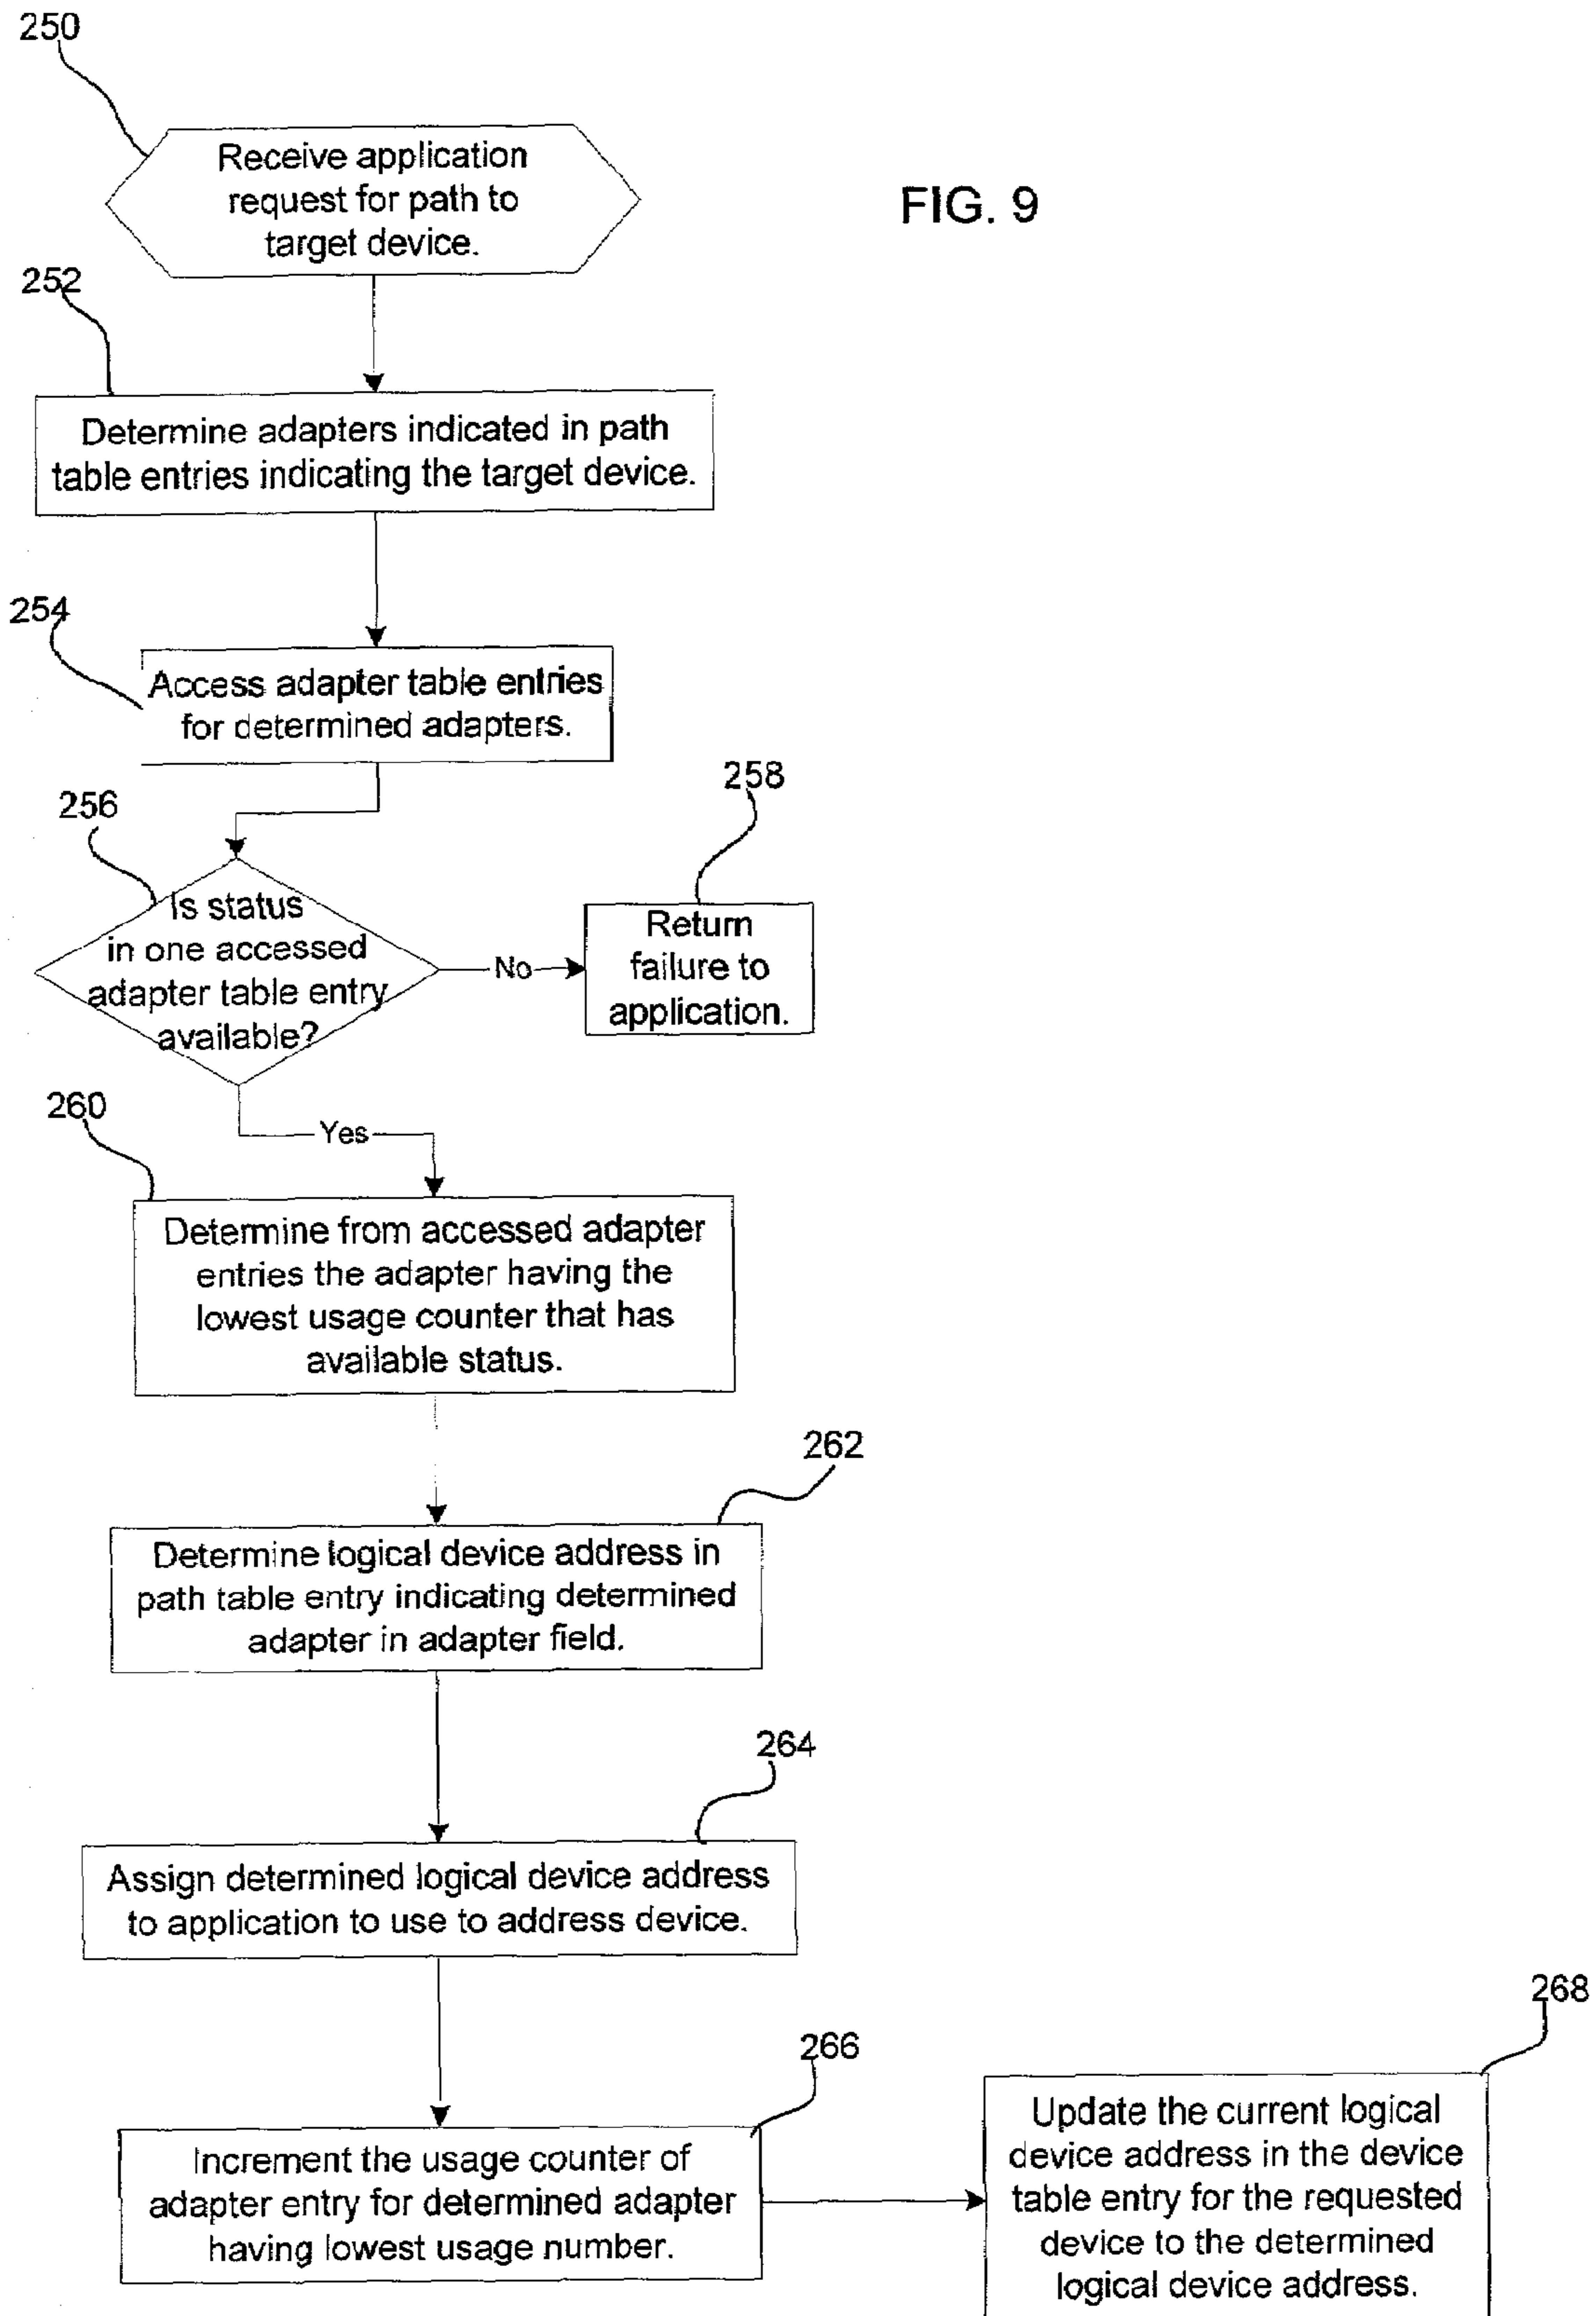 250
Receive application
request for path to
target device.
FIG. 9
252
Determine adapters indicated in path
table entries indicating the target device.
254
Access adapter table entries
for determined adapters.
256
Is status
in one accessed
adapter table entry
available?
No
258
Return
failure to
application.
Yes
260
Determine from accessed adapter
entries the adapter having the
lowest usage counter that has
available status.
262
Determine logical device address in
path table entry indicating determined
adapter in adapter field.
264
Assign determined logical device address
to application to use to address device.
266
Increment the usage counter of
adapter entry for determined adapter
having lowest usage number.
268
Update the current logical
device address in the device
table entry for the requested
device to the determined
logical device address.